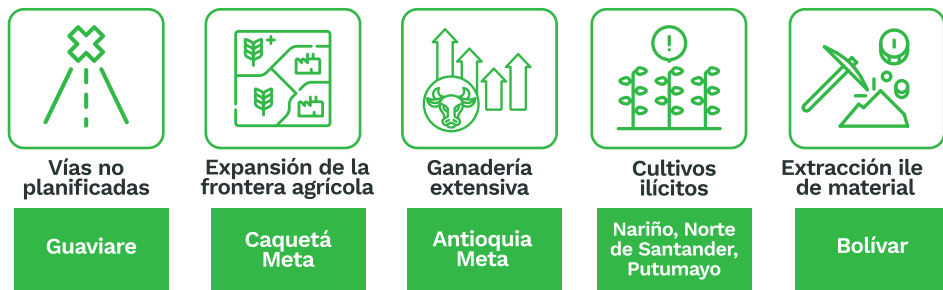 Vías no
planificadas
Expansión de la
frontera agrícola
Ganadería
extensiva
Cultivos
ilícitos
Extracción ile
de material
Guaviare
Caquetá
Meta
Antioquia
Meta
Nariño, Norte
de Santander,
Putumayo
Bolívar